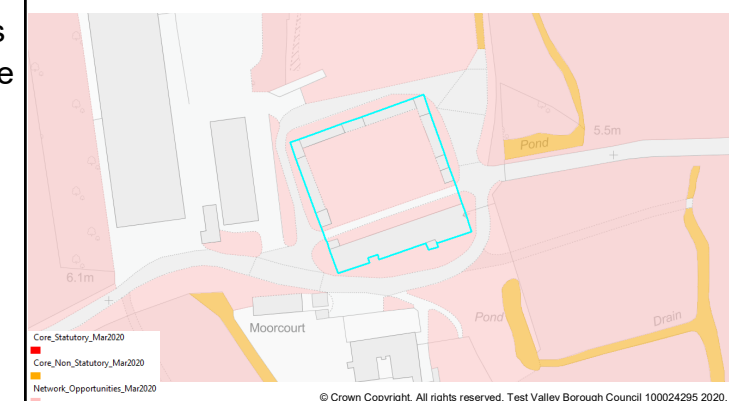 s
e
Pond
5.5m
6.1m
Moorcourt
Pond
Drain
Core_Statutory_Mar2020
Core_Non_Statutory_Mar2020
Network_Opportunities_Mar2020
© Crown Copyright. All rights reserved. Test Valley Borough Council 100024295 2020.